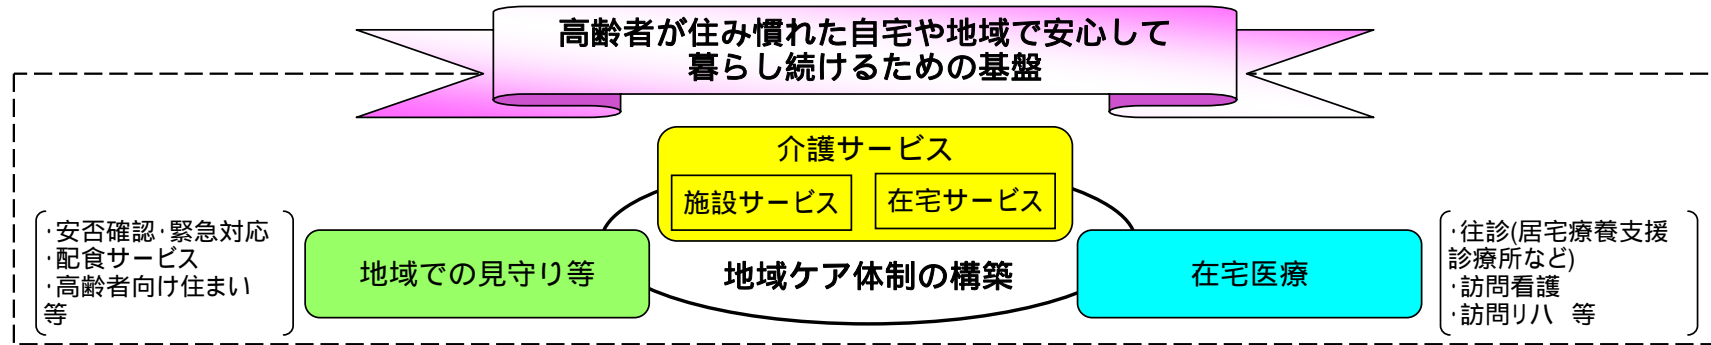 高齢者が住み慣れた自宅や地域で安心して
暮らし続けるための基盤
介護サービス
施設サービス
在宅サービス
・安否確認・緊急対応
・配食サービス
・高齢者向け住まい
等
地域での見守り等
地域ケア体制の構築
在宅医療
・往診(居宅療養支援
診療所など)
・訪問看護
・訪問リハ 等